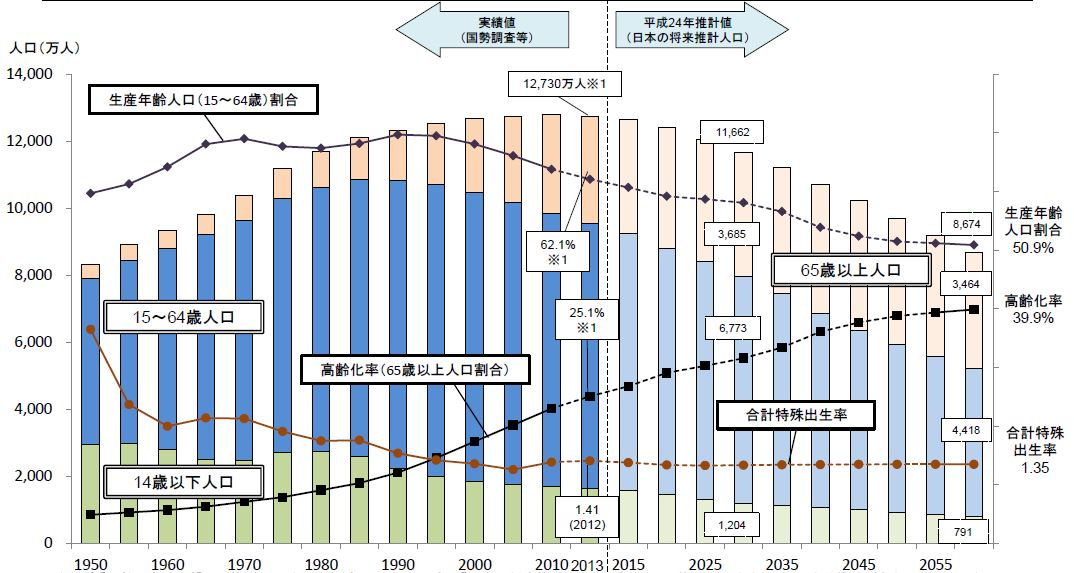 実績値
（国勢調査等）
平成24年推計値
（日本の将来推計人口）
人口（万人）
14,000
12,000
10,000
8,000
6,000
4,000
2,000
0
生産年齢人口（15～64歳）割合
12,730万人※1
11,662
8,674
生産年齢
人口割合
50.9%
62.1%
※1
3,685
65歳以上人口
3,464
高齢化率
39.9%
15～64歳人口
25.1%
※1
6,773
高齢化率（65歳以上人口割合）
合計特殊出生率
4,418
合計特殊
出生率
1.35
14歳以下人口
1.41
(2012)
1,204
791
1950
1960
1970
1980
1990
2000
2010
2013
2015
2025
2035
2045
2055